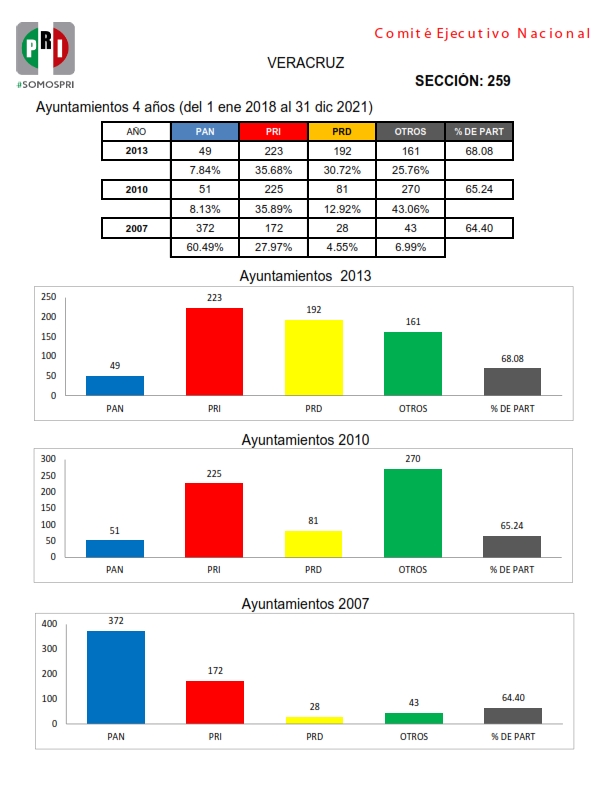 PRI
#SOMOSPRI
Comité Ejecutivo Nacional
VERACRUZ
SECCIÓN: 259
Ayuntamientos 4 años (del 1 ene 2018 al 31 dic 2021)
AÑO PAN PRI PRD OTROS % DE PART
2013 49 223 192 161 68.08
7.84% 35.68% 30.72% 25.76%
2010 51 225 81 270 65.24
8.13% 35.89% 12.92% 43.06%
2007 372 172 28 43 64.40
60.49% 27.97% 4.55% 6.99%
Ayuntamientos 2013
250
200
150
100
50
0
49 223 192 161 68.08
PAN PRI PRD OTROS % DE PART
Ayuntamientos 2010
300
250
200
150
100
50
0
51 225 81 270 65.24
PAN PRI PRD OTROS % DE PART
Ayuntamientos 2007
400
300
200
100
0
372 172 28 43 64.40
PAN PRI PRD OTROS % DE PART